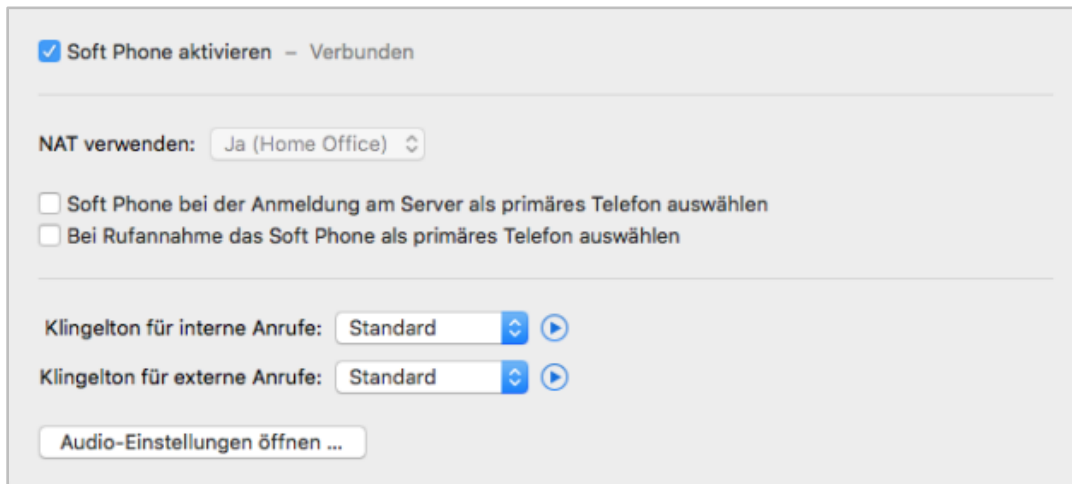 Soft Phone aktivieren – Verbunden
NAT verwenden: Ja (Home Office)
Soft Phone bei der Anmeldung am Server als primäres Telefon auswählen
Bei Rufannahme das Soft Phone als primäres Telefon auswählen
Klingelton für interne Anrufe: Standard
Klingelton für externe Anrufe: Standard
Audio-Einstellungen öffnen ...